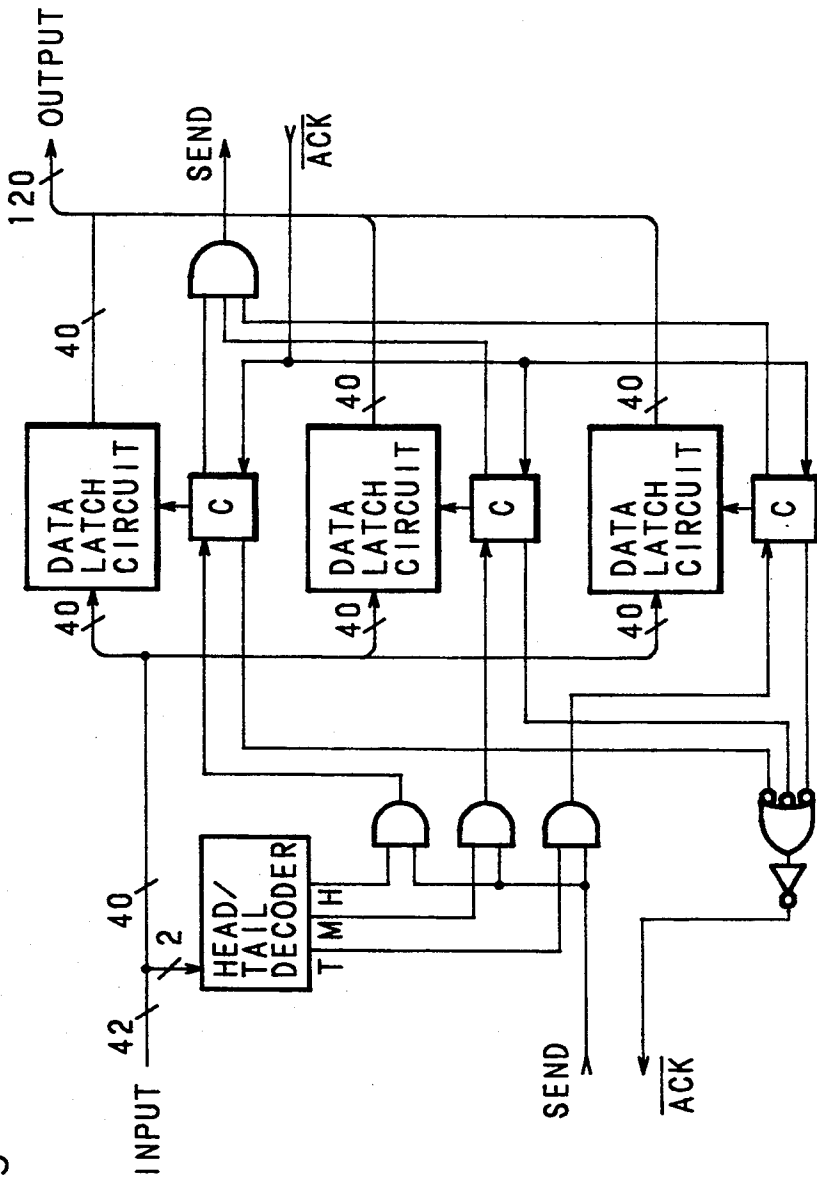 INPUT
42
40
2
HEAD/
TAIL
DECODER
T M H
SEND
ACK
40
DATA
LATCH
CIRCUIT
C
40
40
DATA
LATCH
CIRCUIT
C
40
40
DATA
LATCH
CIRCUIT
C
40
120
OUTPUT
SEND
ACK